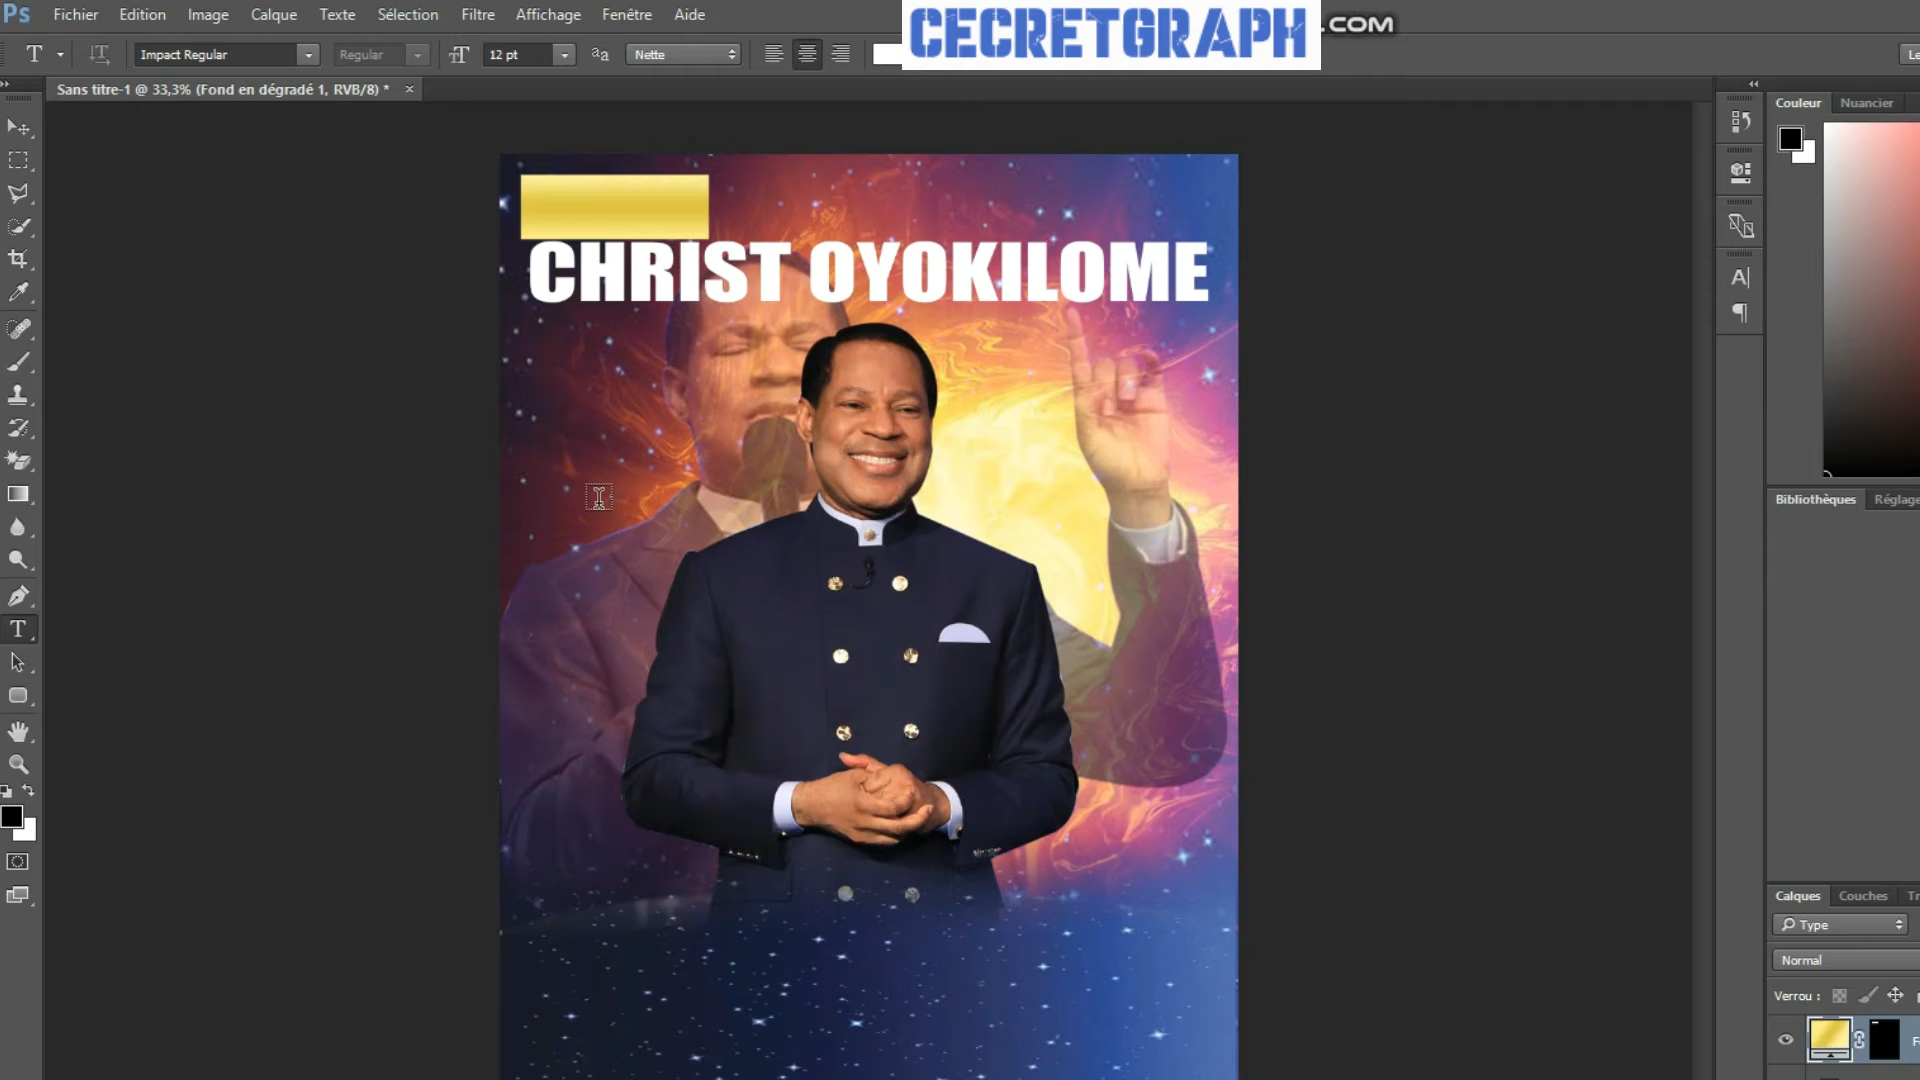 Ps Fichier Edition Image Calque Texte Sélection Filtre Affichage Fenêtre Aide
CECRETGRAPH
.COM
T Impact Regular Regular 12 pt aa Nette
Sans titre-1 @ 33,3% (Fond en dégradé 1, RVB/8) *
Couleur Nuancier
CHRIST OYOKILOME
Bibliothèques Réglage
Calques Couches
Type
Normal
Verrou :